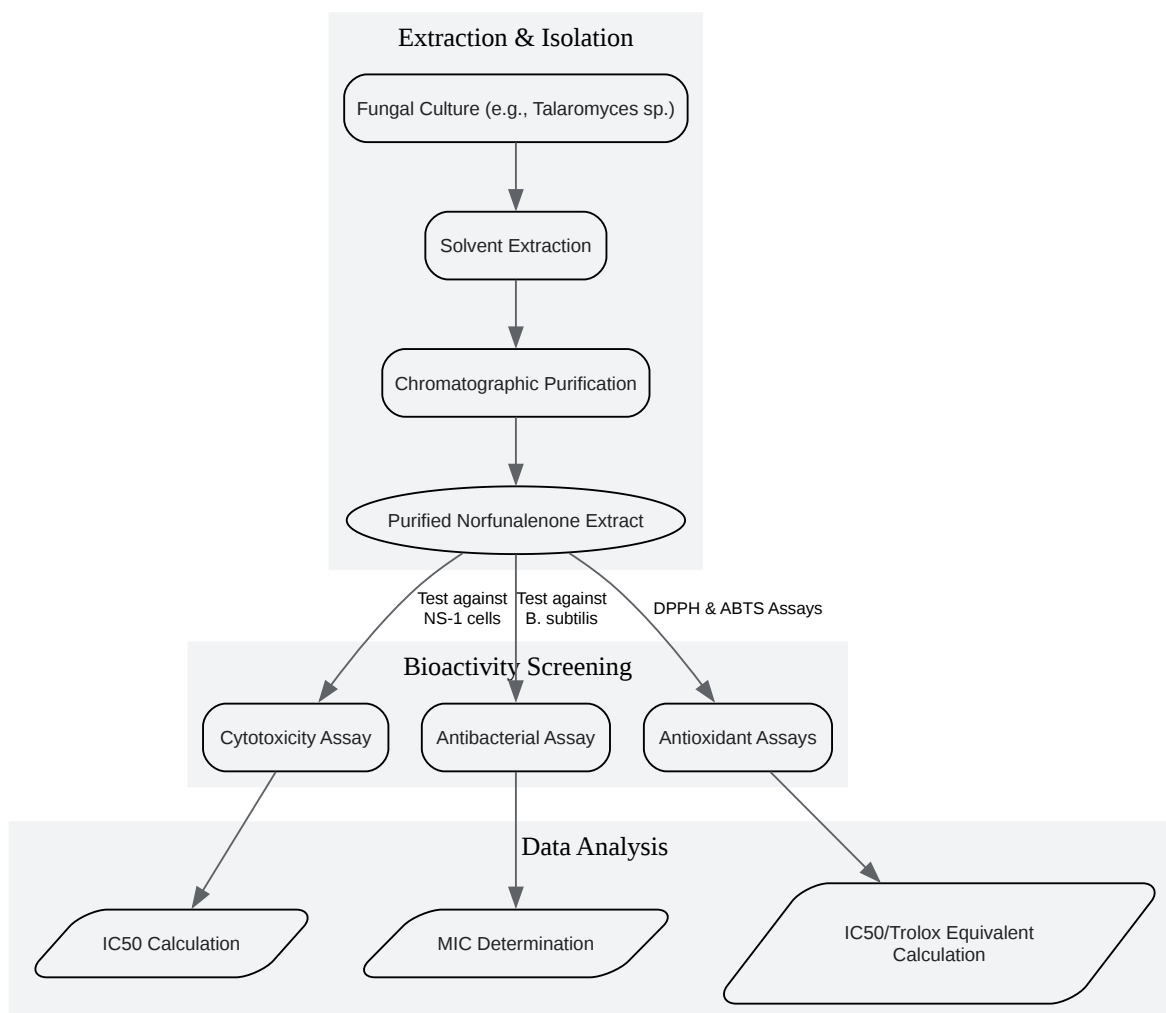 Extraction & Isolation
Fungal Culture (e.g., Talaromyces sp.)
Solvent Extraction
Chromatographic Purification
Purified Norfunalenone Extract
Test against
NS-1 cells
Test against
B. subtilis
DPPH & ABTS Assays
Bioactivity Screening
Cytotoxicity Assay
Antibacterial Assay
Antioxidant Assays
Data Analysis
IC50 Calculation
MIC Determination
IC50/Trolox Equivalent
Calculation